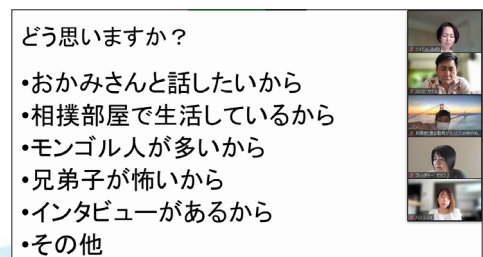 どう思いますか？
•おかみさんと話したいから
•相撲部屋で生活しているから
•モンゴル人が多いから
•兄弟子が怖いから
•インタビューがあるから
•その他